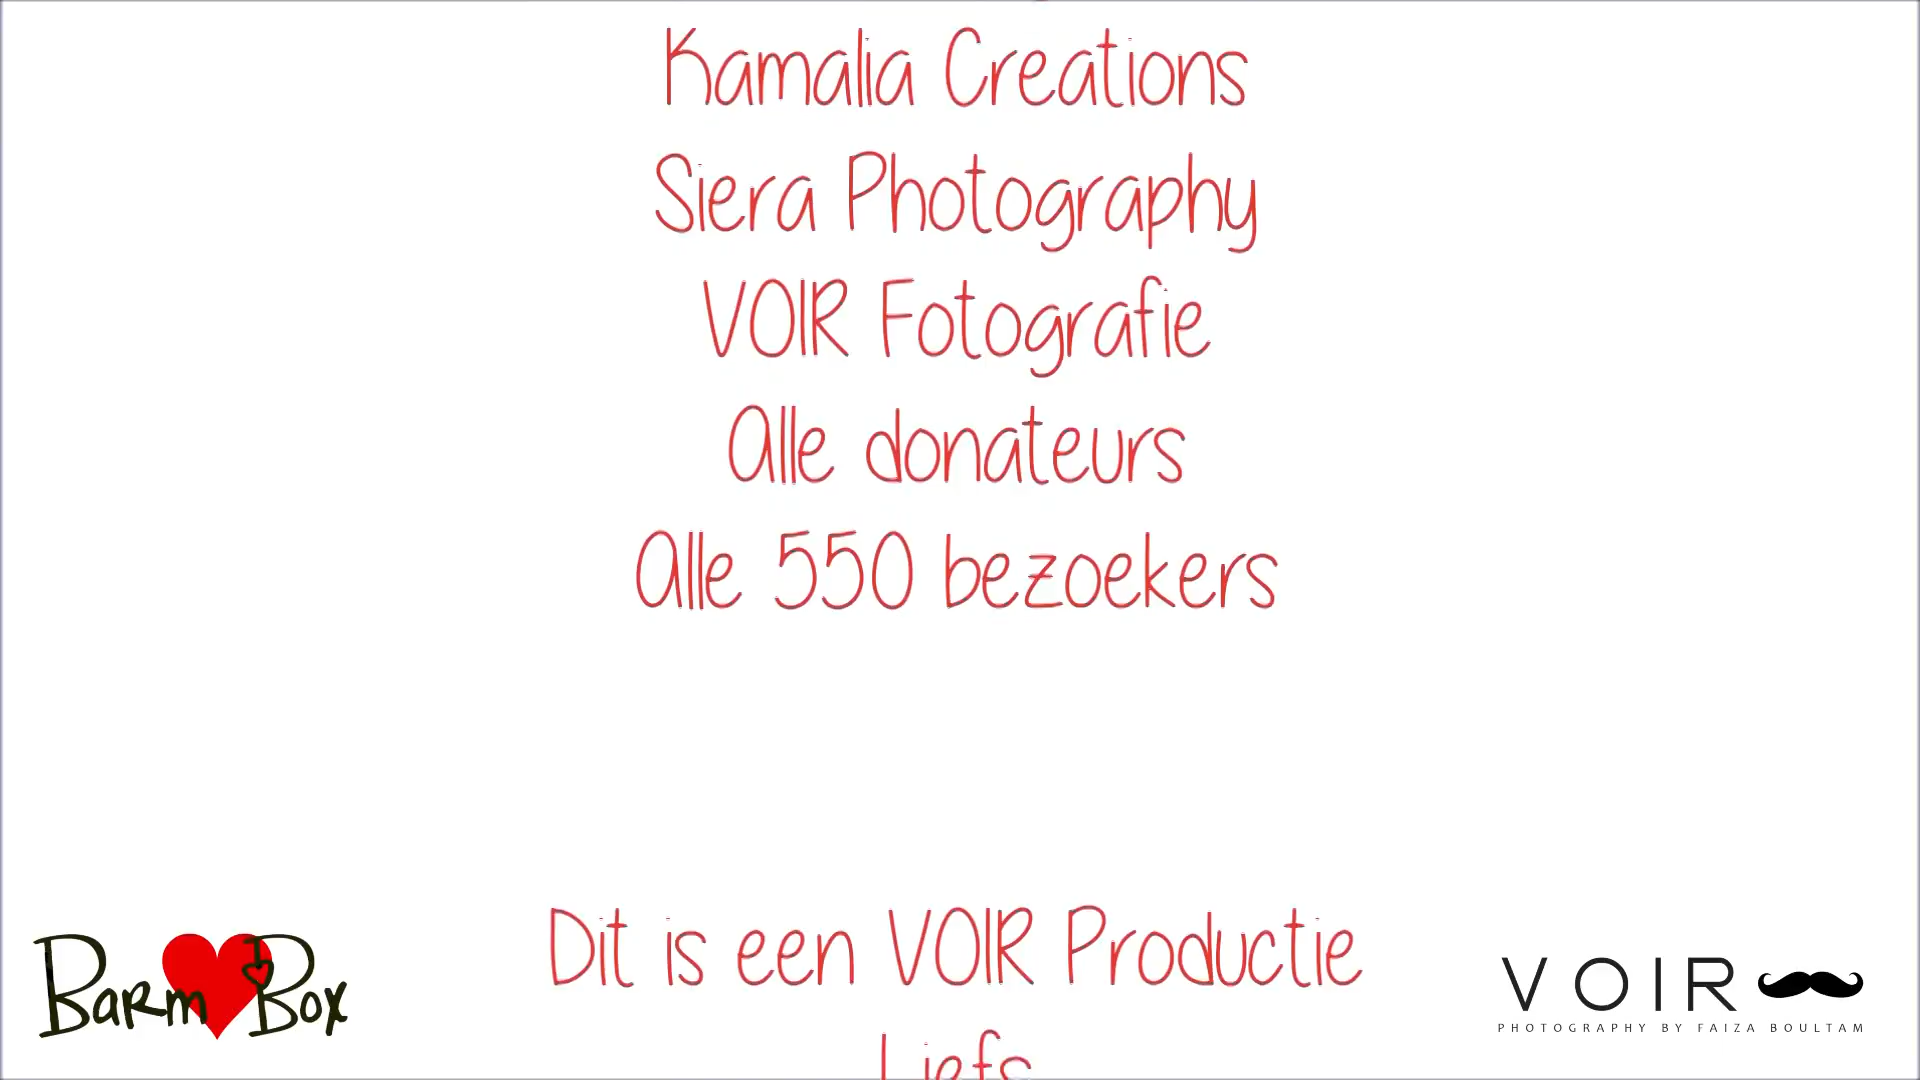 Kamalia Creations
Siera Photography
VOIR Fotografie
Alle donateurs
Alle 550 bezoekers
Dit is een VOIR Productie
Liefs
Barm Box
VOIR
PHOTOGRAPHY BY FAIZA BOULTAM